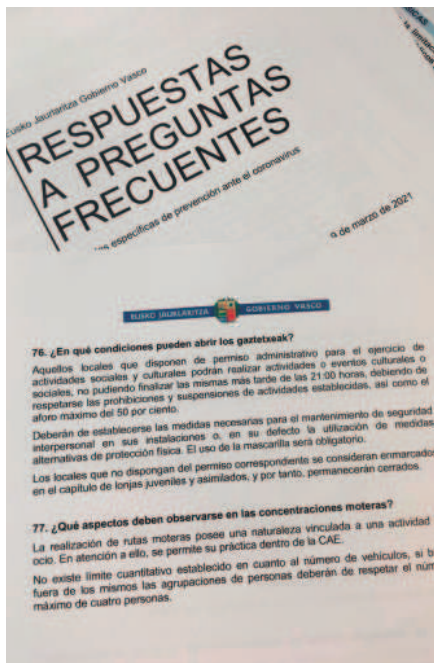 Eusko Jaurlaritza Gobierno Vasco
RESPUESTAS
A PREGUNTAS
FRECUENTES
específicas de prevención ante el coronavirus
de marzo de 2021
EUSKO JAURLARITZA GOBIERNO VASCO
76. ¿En qué condiciones pueden abrir los gaztetxeak?
Aquellos locales que disponen de permiso administrativo para el ejercicio de
actividades sociales y culturales podrán realizar actividades o eventos culturales o
sociales, no pudiendo finalizar las mismas más tarde de las 21:00 horas, debiendo de
respetarse las prohibiciones y suspensiones de actividades establecidas, así como el
aforo máximo del 50 por ciento.
Deberán de establecerse las medidas necesarias para el mantenimiento de seguridad
interpersonal en sus instalaciones o, en su defecto la utilización de medidas
alternativas de protección física. El uso de la mascarilla será obligatorio.
Los locales que no dispongan del permiso correspondiente se consideran enmarcados
en el capítulo de lonjas juveniles y asimilados, y por tanto, permanecerán cerrados.
77. ¿Qué aspectos deben observarse en las concentraciones moteras?
La realización de rutas moteras posee una naturaleza vinculada a una actividad
ocio. En atención a ello, se permite su práctica dentro de la CAE.
No existe límite cuantitativo establecido en cuanto al número de vehículos, si b
fuera de los mismos las agrupaciones de personas deberán de respetar el núm
máximo de cuatro personas.